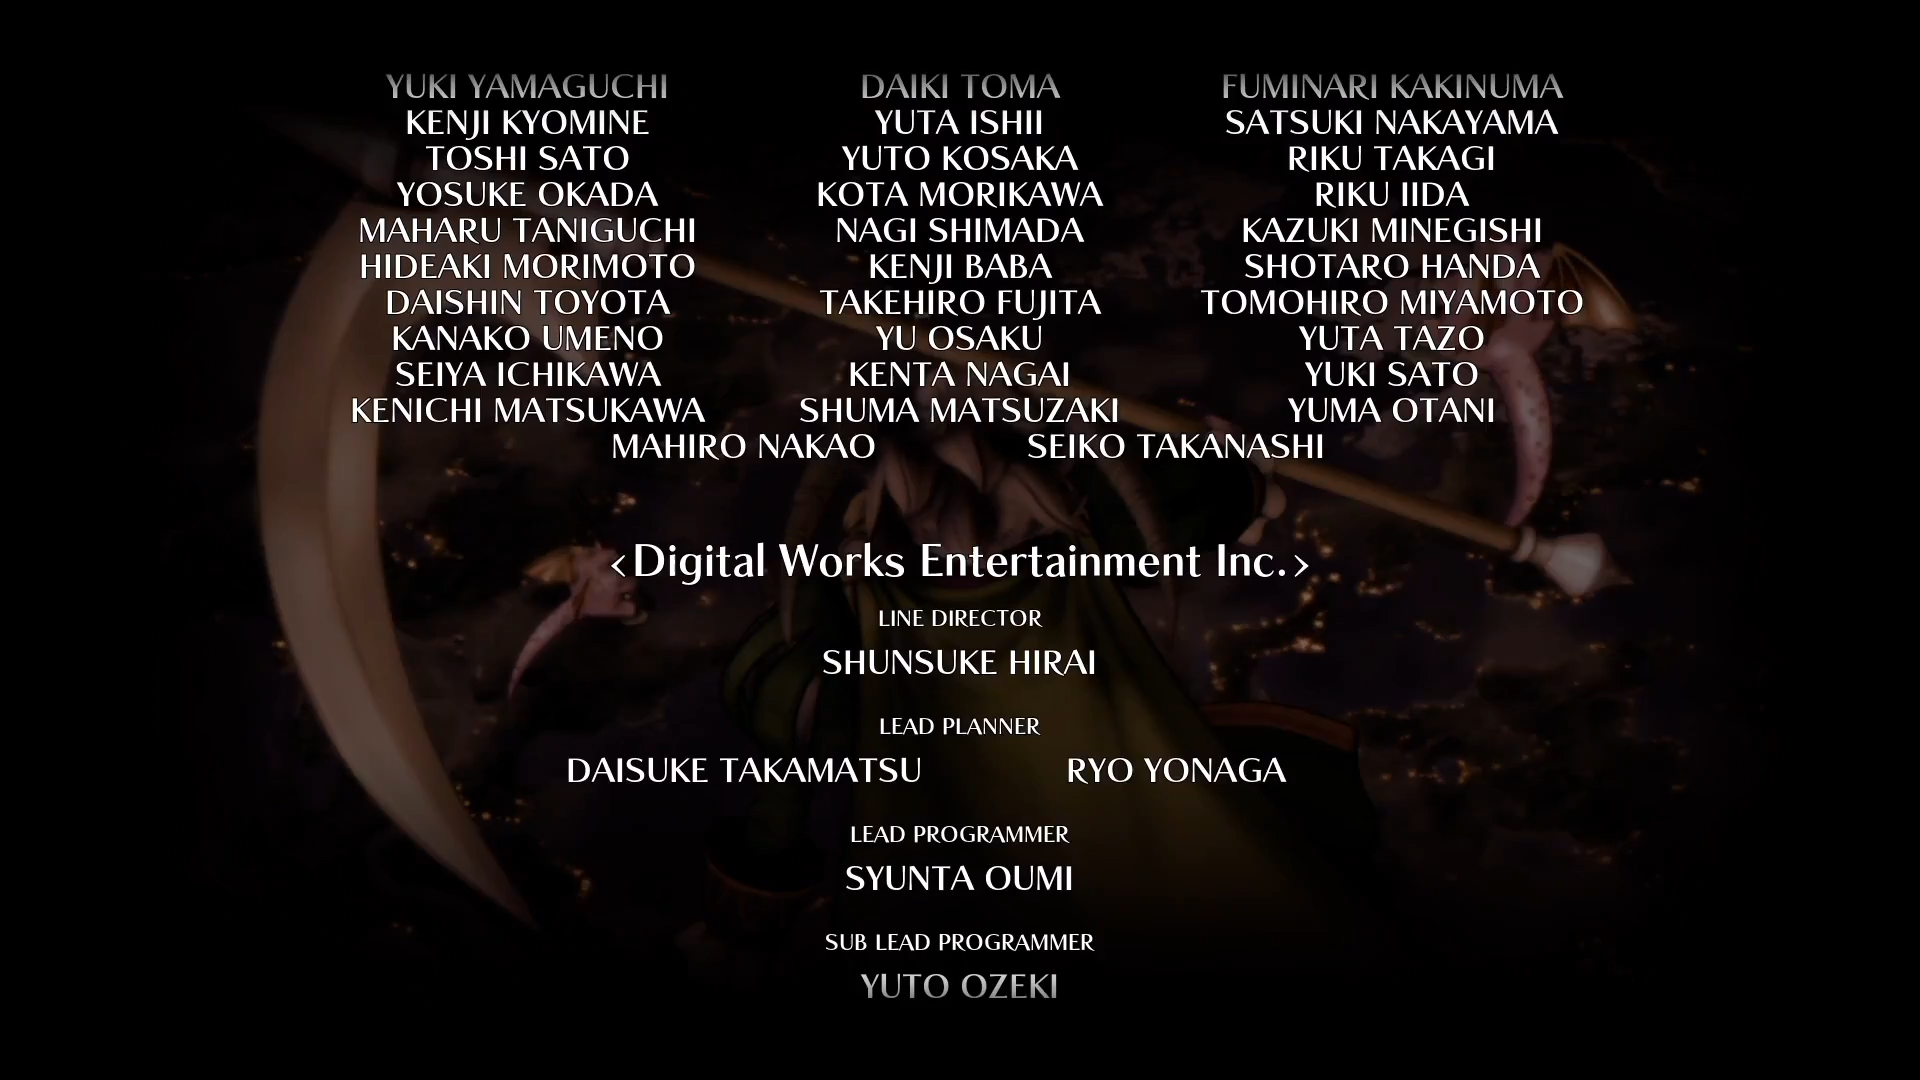 YUKI YAMAGUCHI DAIKI TOMA FUMINARI KAKINUMA
KENJI KYOMINE YUTA ISHII SATSUKI NAKAYAMA
TOSHI SATO YUTO KOSAKA RIKU TAKAGI
YOSUKE OKADA KOTA MORIKAWA RIKU IIDA
MAHARU TANIGUCHI NAGI SHIMADA KAZUKI MINEGISHI
HIDEAKI MORIMOTO KENJI BABA SHOTARO HANDA
DAISHIN TOYOTA TAKEHIRO FUJITA TOMOHIRO MIYAMOTO
KANAKO UMENO YU OSAKU YUTA TAZO
SEIYA ICHIKAWA KENTA NAGAI YUKI SATO
KENICHI MATSUKAWA SHUMA MATSUZAKI YUMA OTANI
MAHIRO NAKAO SEIKO TAKANASHI
<Digital Works Entertainment Inc.>
LINE DIRECTOR
SHUNSUKE HIRAI
LEAD PLANNER
DAISUKE TAKAMATSU RYO YONAGA
LEAD PROGRAMMER
SYUNTA OUMI
SUB LEAD PROGRAMMER
YUTO OZEKI